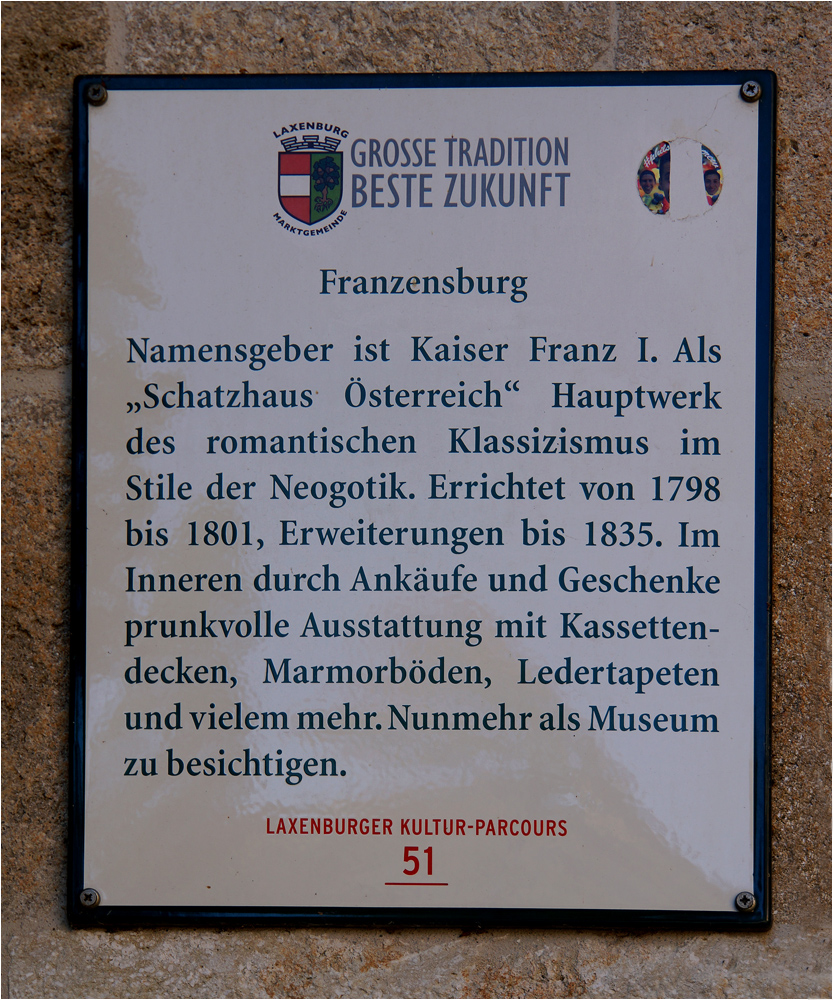 LAXENBURG
MARKTGEMEINDE
GROSSE TRADITION
BESTE ZUKUNFT
Franzensburg
Namensgeber ist Kaiser Franz I. Als
„Schatzhaus Österreich“ Hauptwerk
des romantischen Klassizismus im
Stile der Neogotik. Errichtet von 1798
bis 1801, Erweiterungen bis 1835. Im
Inneren durch Ankäufe und Geschenke
prunkvolle Ausstattung mit Kassetten-
decken, Marmorböden, Ledertapeten
und vielem mehr. Nunmehr als Museum
zu besichtigen.
LAXENBURGER KULTUR-PARCOURS
51